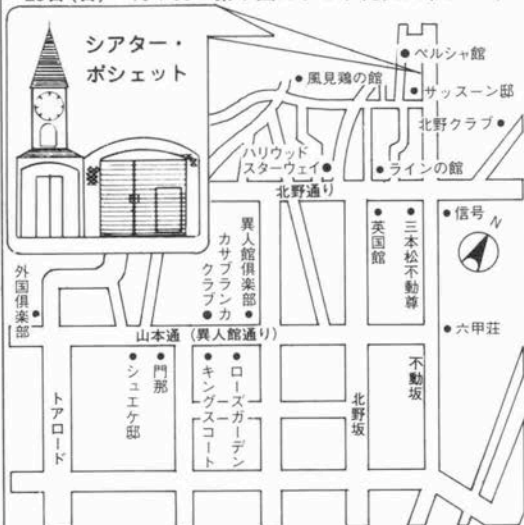 シアター・
ポシェット
ペルシャ館
風見鶏の館
サッスーン邸
北野クラブ
ハリウッド
スターウェイ
ラインの館
北野通り
信号
N
異人館倶楽部
カサブランカ
クラブ
英国館
三本松不動尊
外国倶楽部
山本通(異人館通り)
六甲荘
シュエケ邸
門那
キングスコート
ローズガーデン
トアロード
北野坂
不動坂